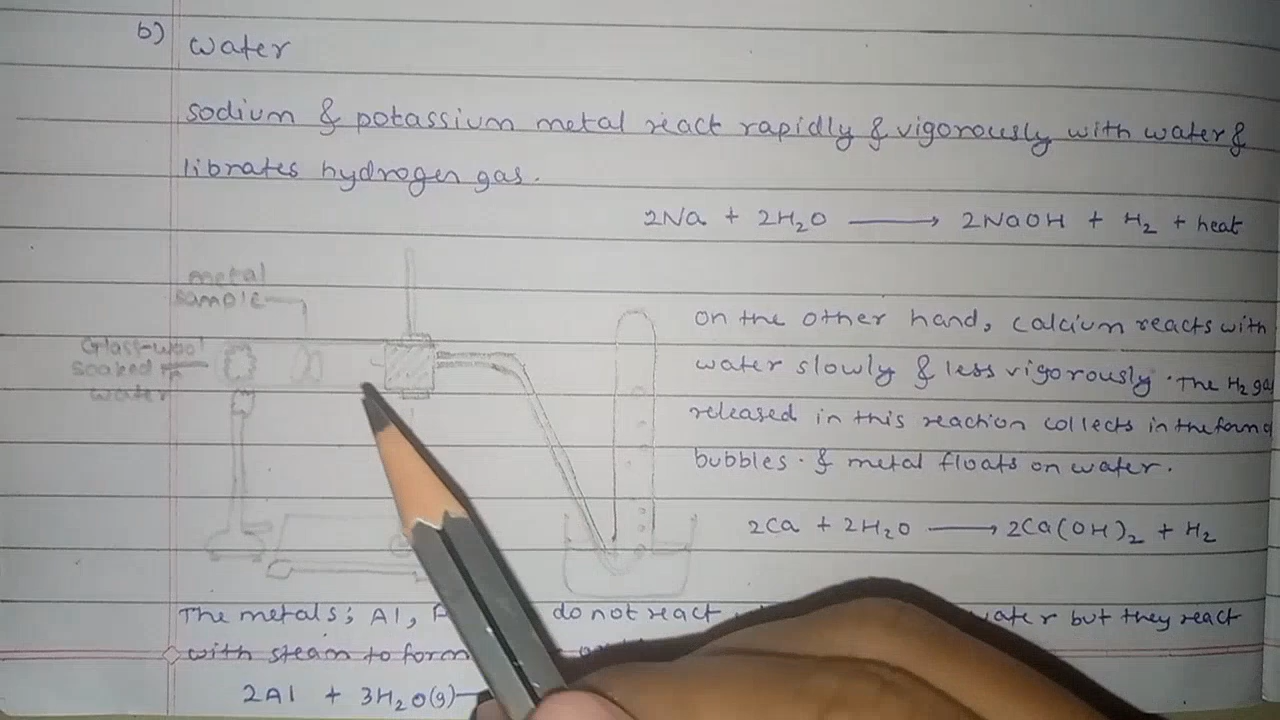 b) water
sodium & potassium metal react rapidly & vigorously with water &
librates hydrogen gas.
2Na + 2H₂O ⟶ 2NaOH + H₂ + heat
metal
sample
Glass-wool
soaked in
water
on the other hand, calcium reacts with
water slowly & less vigorously. The H₂ ga
released in this reaction collects in the form o
bubbles. & metal floats on water.
2Ca + 2H₂O ⟶ 2Ca(OH)₂ + H₂
The metals; Al, do not react water but they react
with steam to form
2Al + 3H₂O(g)